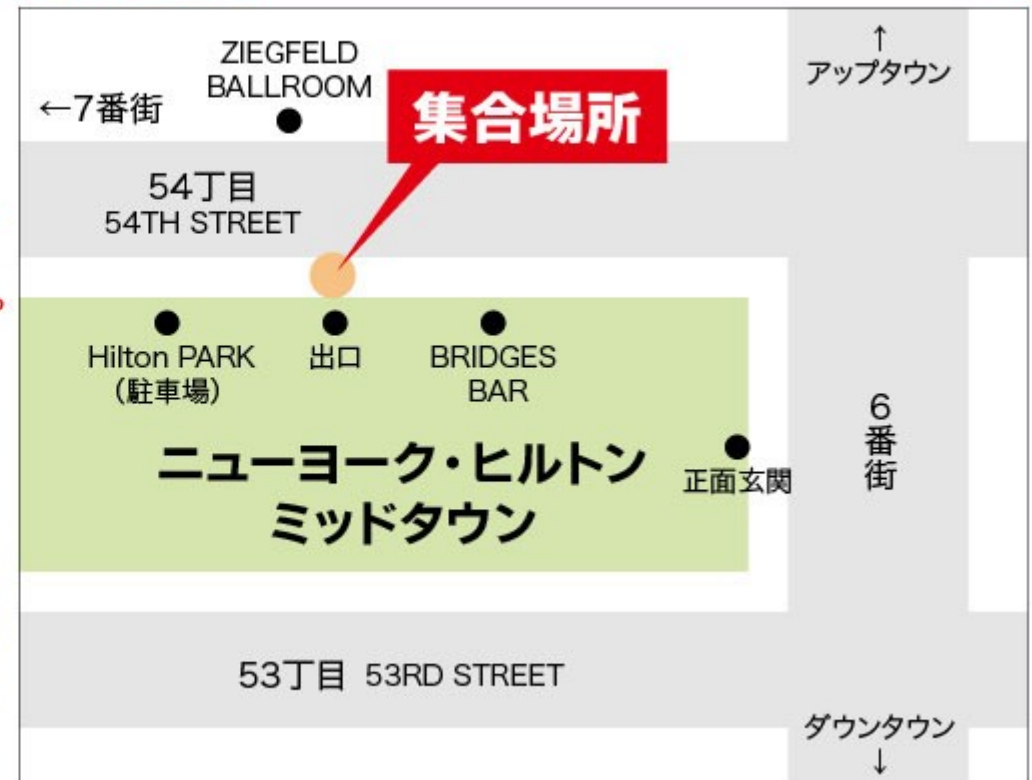 ↑
アップタウン
ZIEGFELD
BALLROOM
←7番街
集合場所
54丁目
54TH STREET
Hilton PARK
(駐車場)
出口
BRIDGES
BAR
6番街
正面玄関
ニューヨーク・ヒルトン
ミッドタウン
53丁目 53RD STREET
ダウンタウン
↓